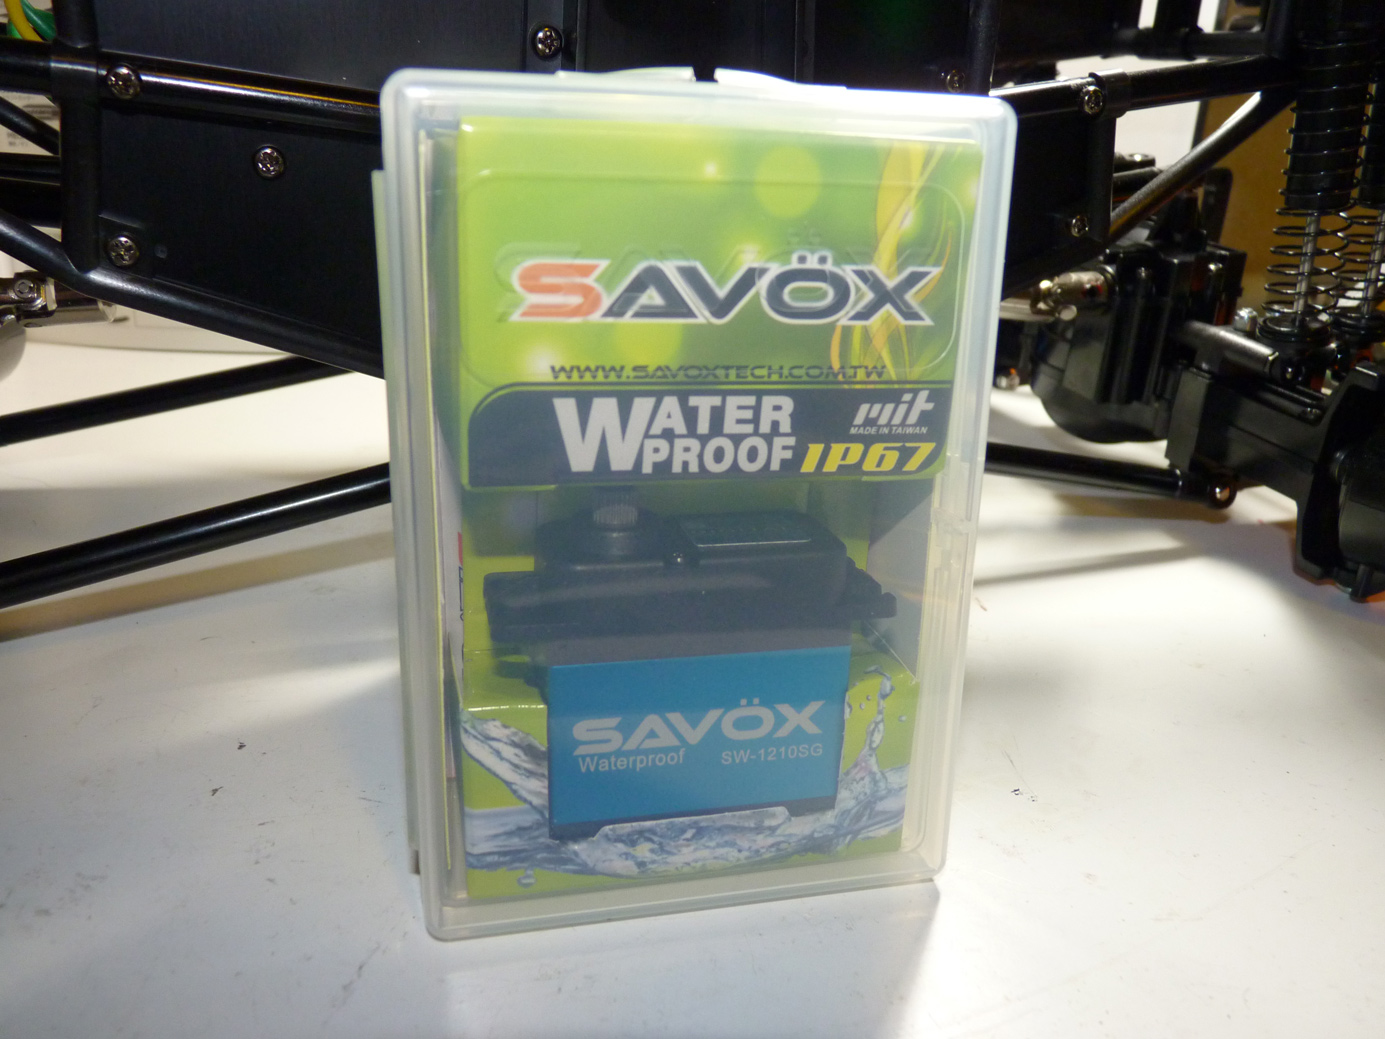 SAVÖX
WWW.SAVOXTECH.COM.TW
WATER
PROOF
mit
MADE IN TAIWAN
IP67
SAVÖX
Waterproof SW-1210SG